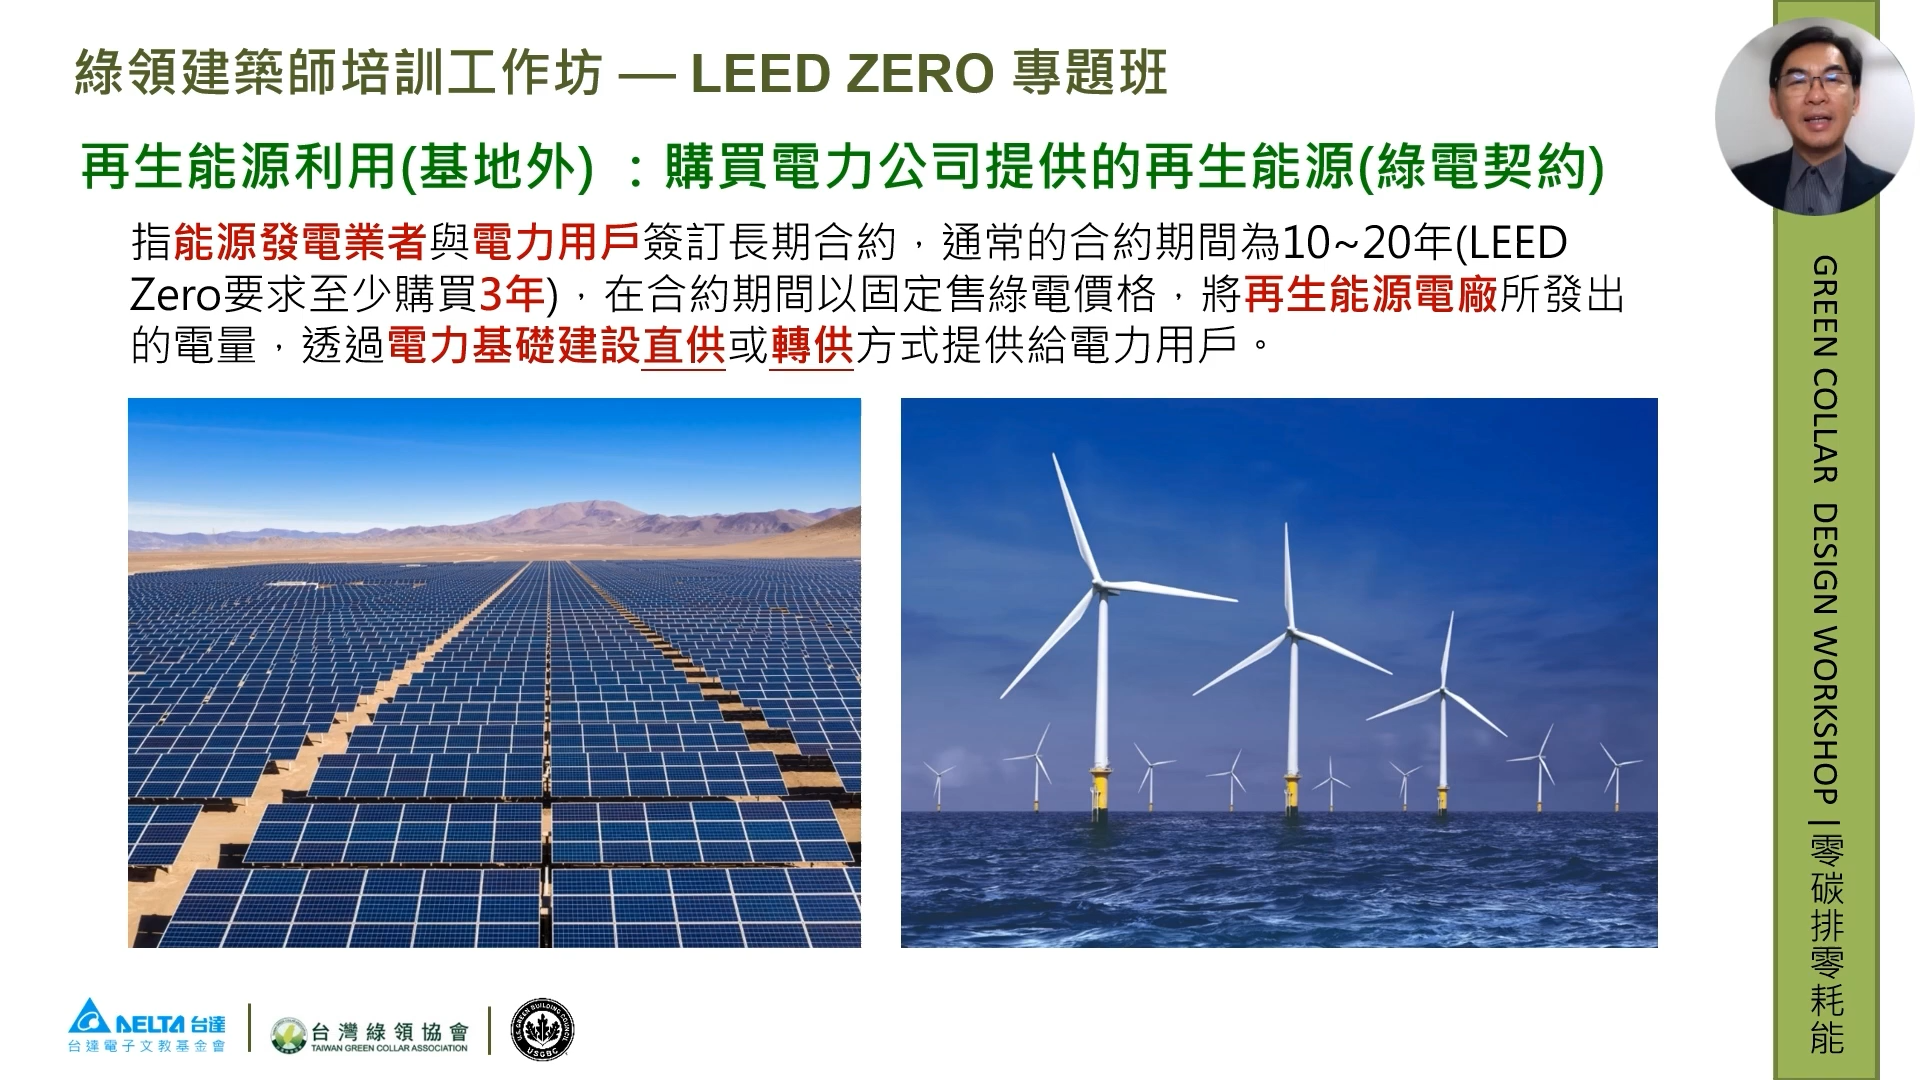 綠領建築師培訓工作坊 — LEED ZERO 專題班
再生能源利用(基地外) ：購買電力公司提供的再生能源(綠電契約)
指能源發電業者與電力用戶簽訂長期合約，通常的合約期間為10~20年(LEED
Zero要求至少購買3年)，在合約期間以固定售綠電價格，將再生能源電廠所發出
的電量，透過電力基礎建設直供或轉供方式提供給電力用戶。
GREEN COLLAR DESIGN WORKSHOP |零碳排零耗能
DELTA 台達
台達電子文教基金會
台灣綠領協會
TAIWAN GREEN COLLAR ASSOCIATION
U.S. GREEN BUILDING COUNCIL
USGBC